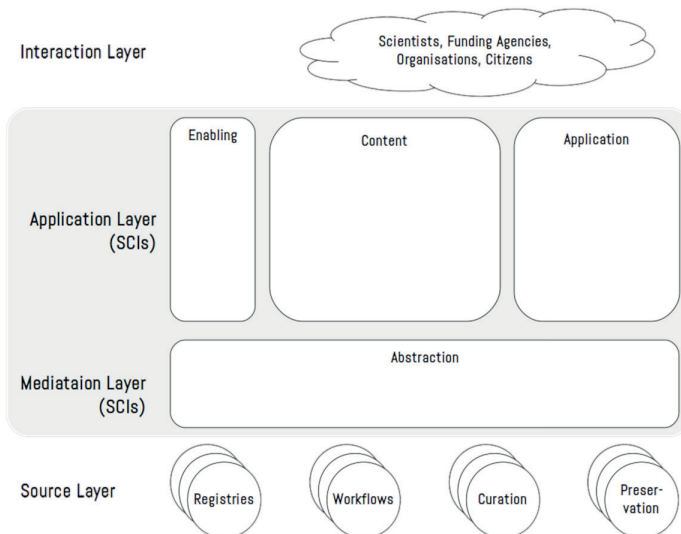 Interaction Layer
Scientists, Funding Agencies,
Organisations, Citizens
Enabling
Content
Application
Application Layer
(SCIs)
Abstraction
Mediataion Layer
(SCIs)
Source Layer
Registries
Workflows
Curation
Preser-
vation